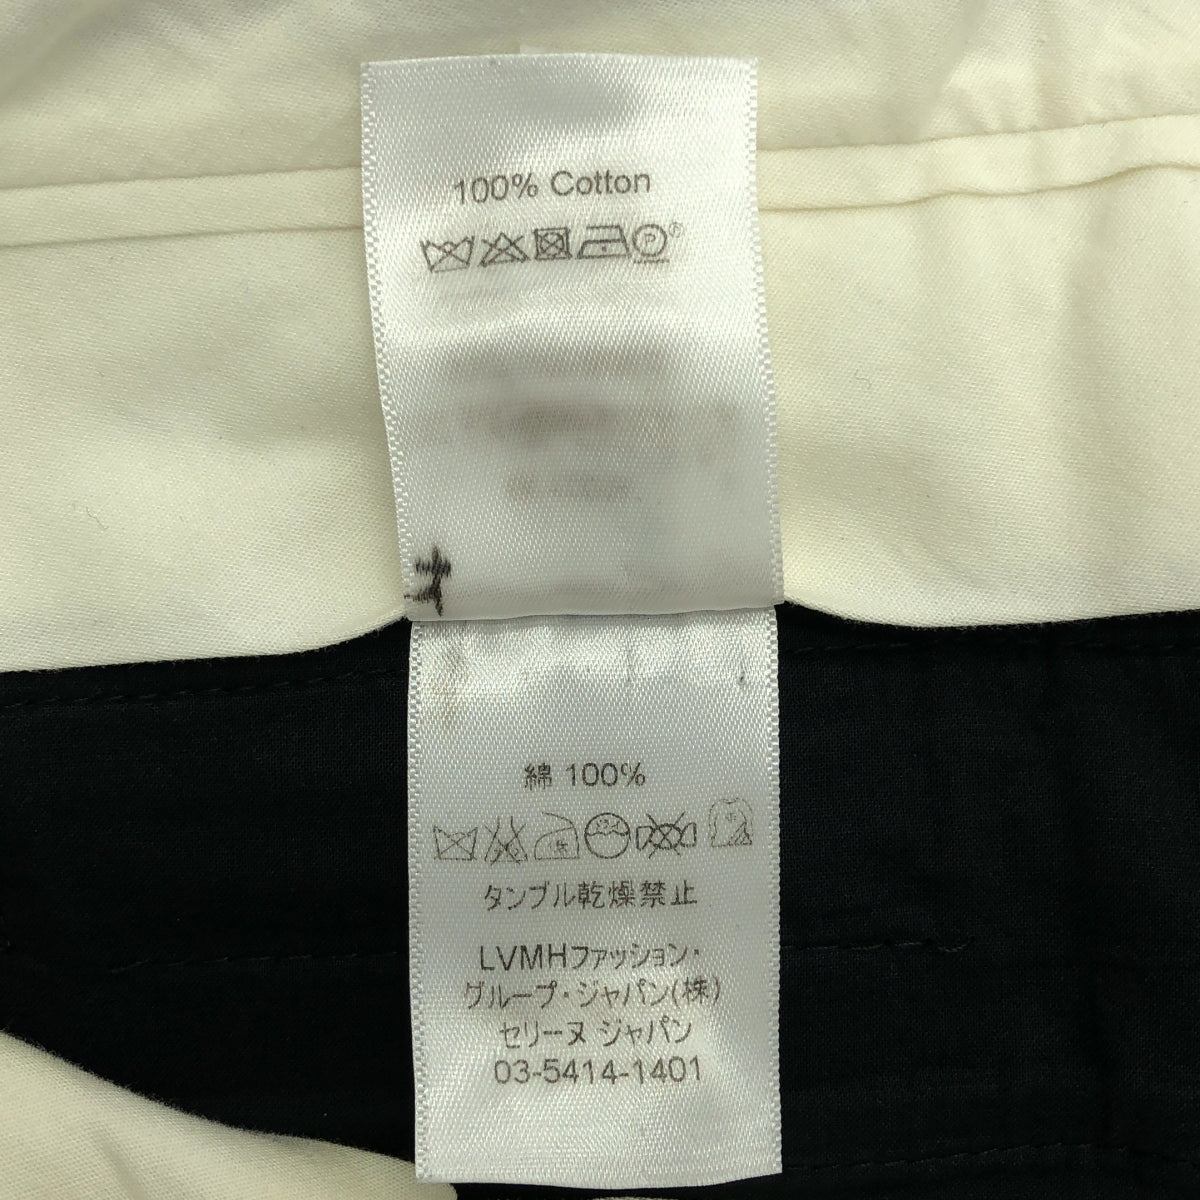 100% Cotton
P ®
綿 100%
タンブル乾燥禁止
LVMHファッション・
グループ・ジャパン(株)
セリーヌ ジャパン
03-5414-1401